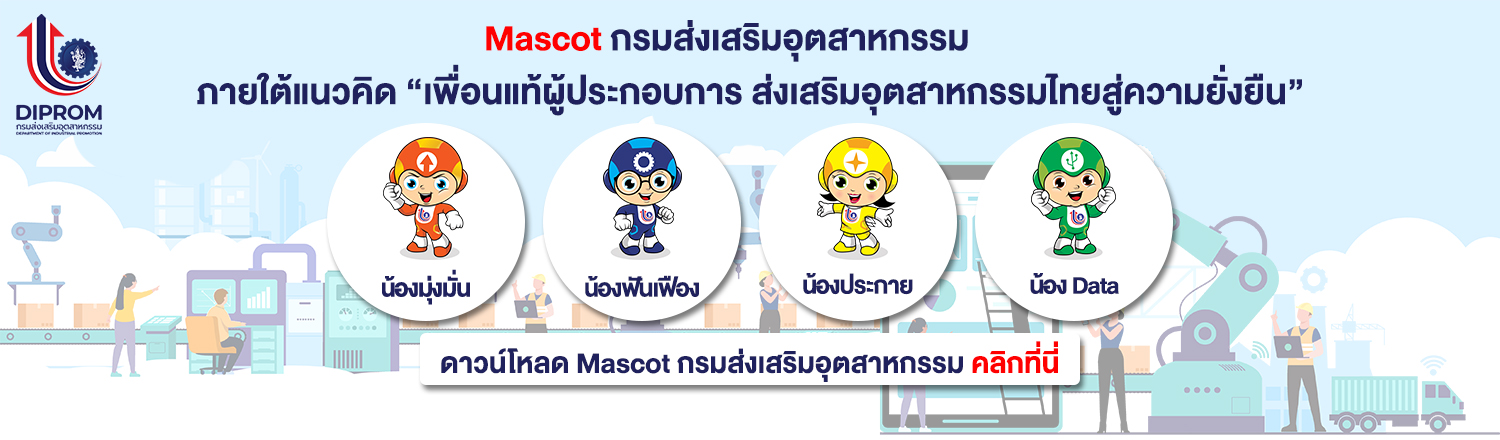 Mascot กรมส่งเสริมอุตสาหกรรม
ภายใต้แนวคิด “เพื่อนแท้ผู้ประกอบการ ส่งเสริมอุตสาหกรรมไทยสู่ความยั่งยืน”
DIPROM
กรมส่งเสริมอุตสาหกรรม
DEPARTMENT OF INDUSTRIAL PROMOTION
น้องมุ่งมั่น
น้องฟันเฟือง
น้องประกาย
น้อง Data
ดาวน์โหลด Mascot กรมส่งเสริมอุตสาหกรรม คลิกที่นี่